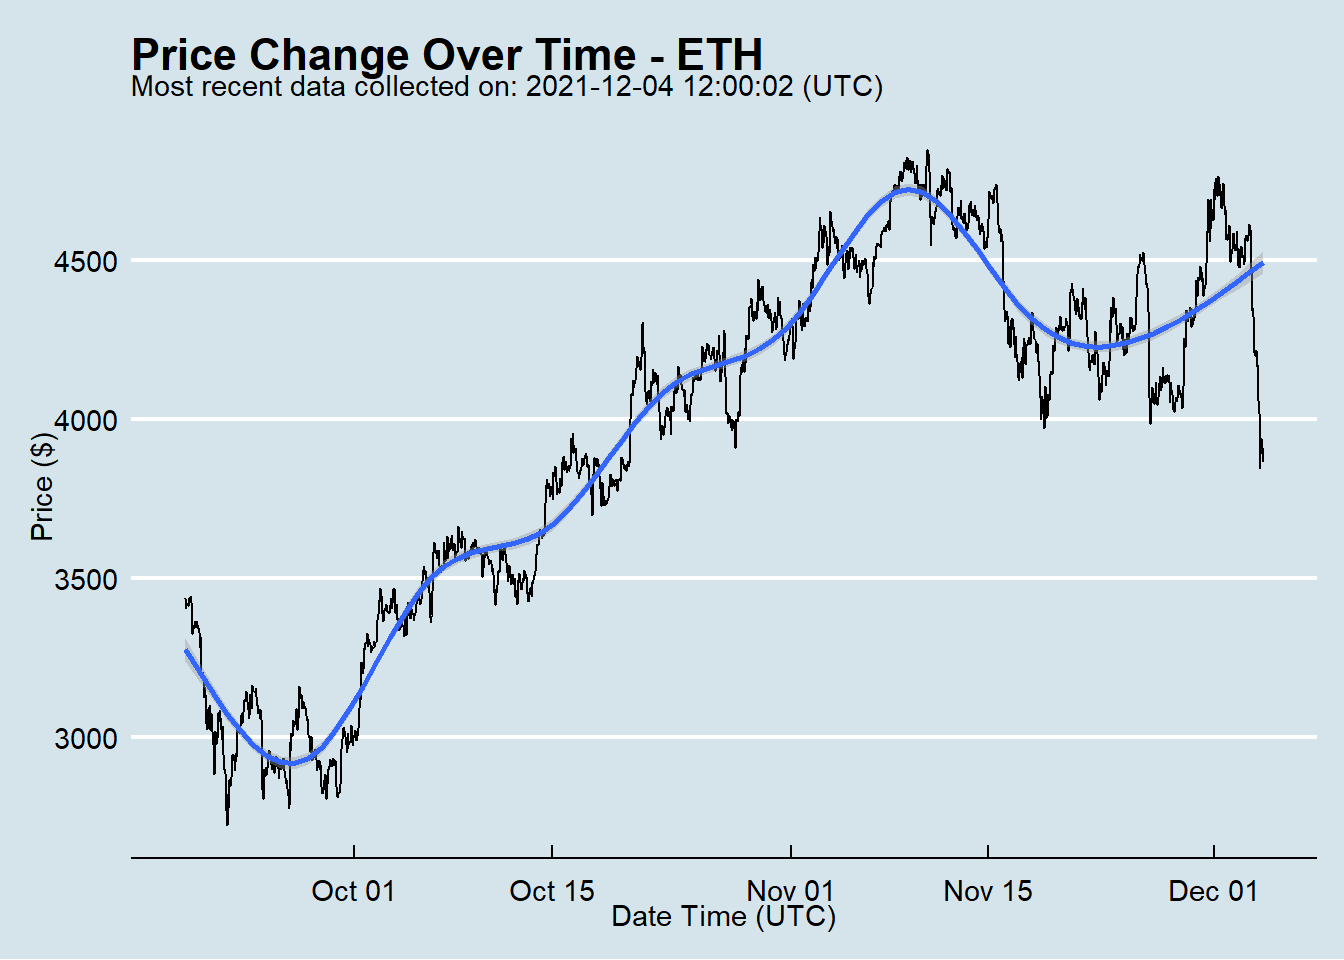 Price Change Over Time - ETH
Most recent data collected on: 2021-12-04 12:00:02 (UTC)
Price ($)
4500
4000
3500
3000
Oct 01
Oct 15
Nov 01
Nov 15
Dec 01
Date Time (UTC)